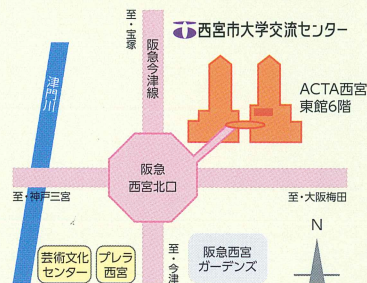 至・宝塚
阪急今津線
西宮市大学交流センター
津門川
ACTA西宮
東館6階
阪急
西宮北口
至・神戸三宮
至・大阪梅田
N
芸術文化
センター
プレラ
西宮
至・今津
阪急西宮
ガーデンズ